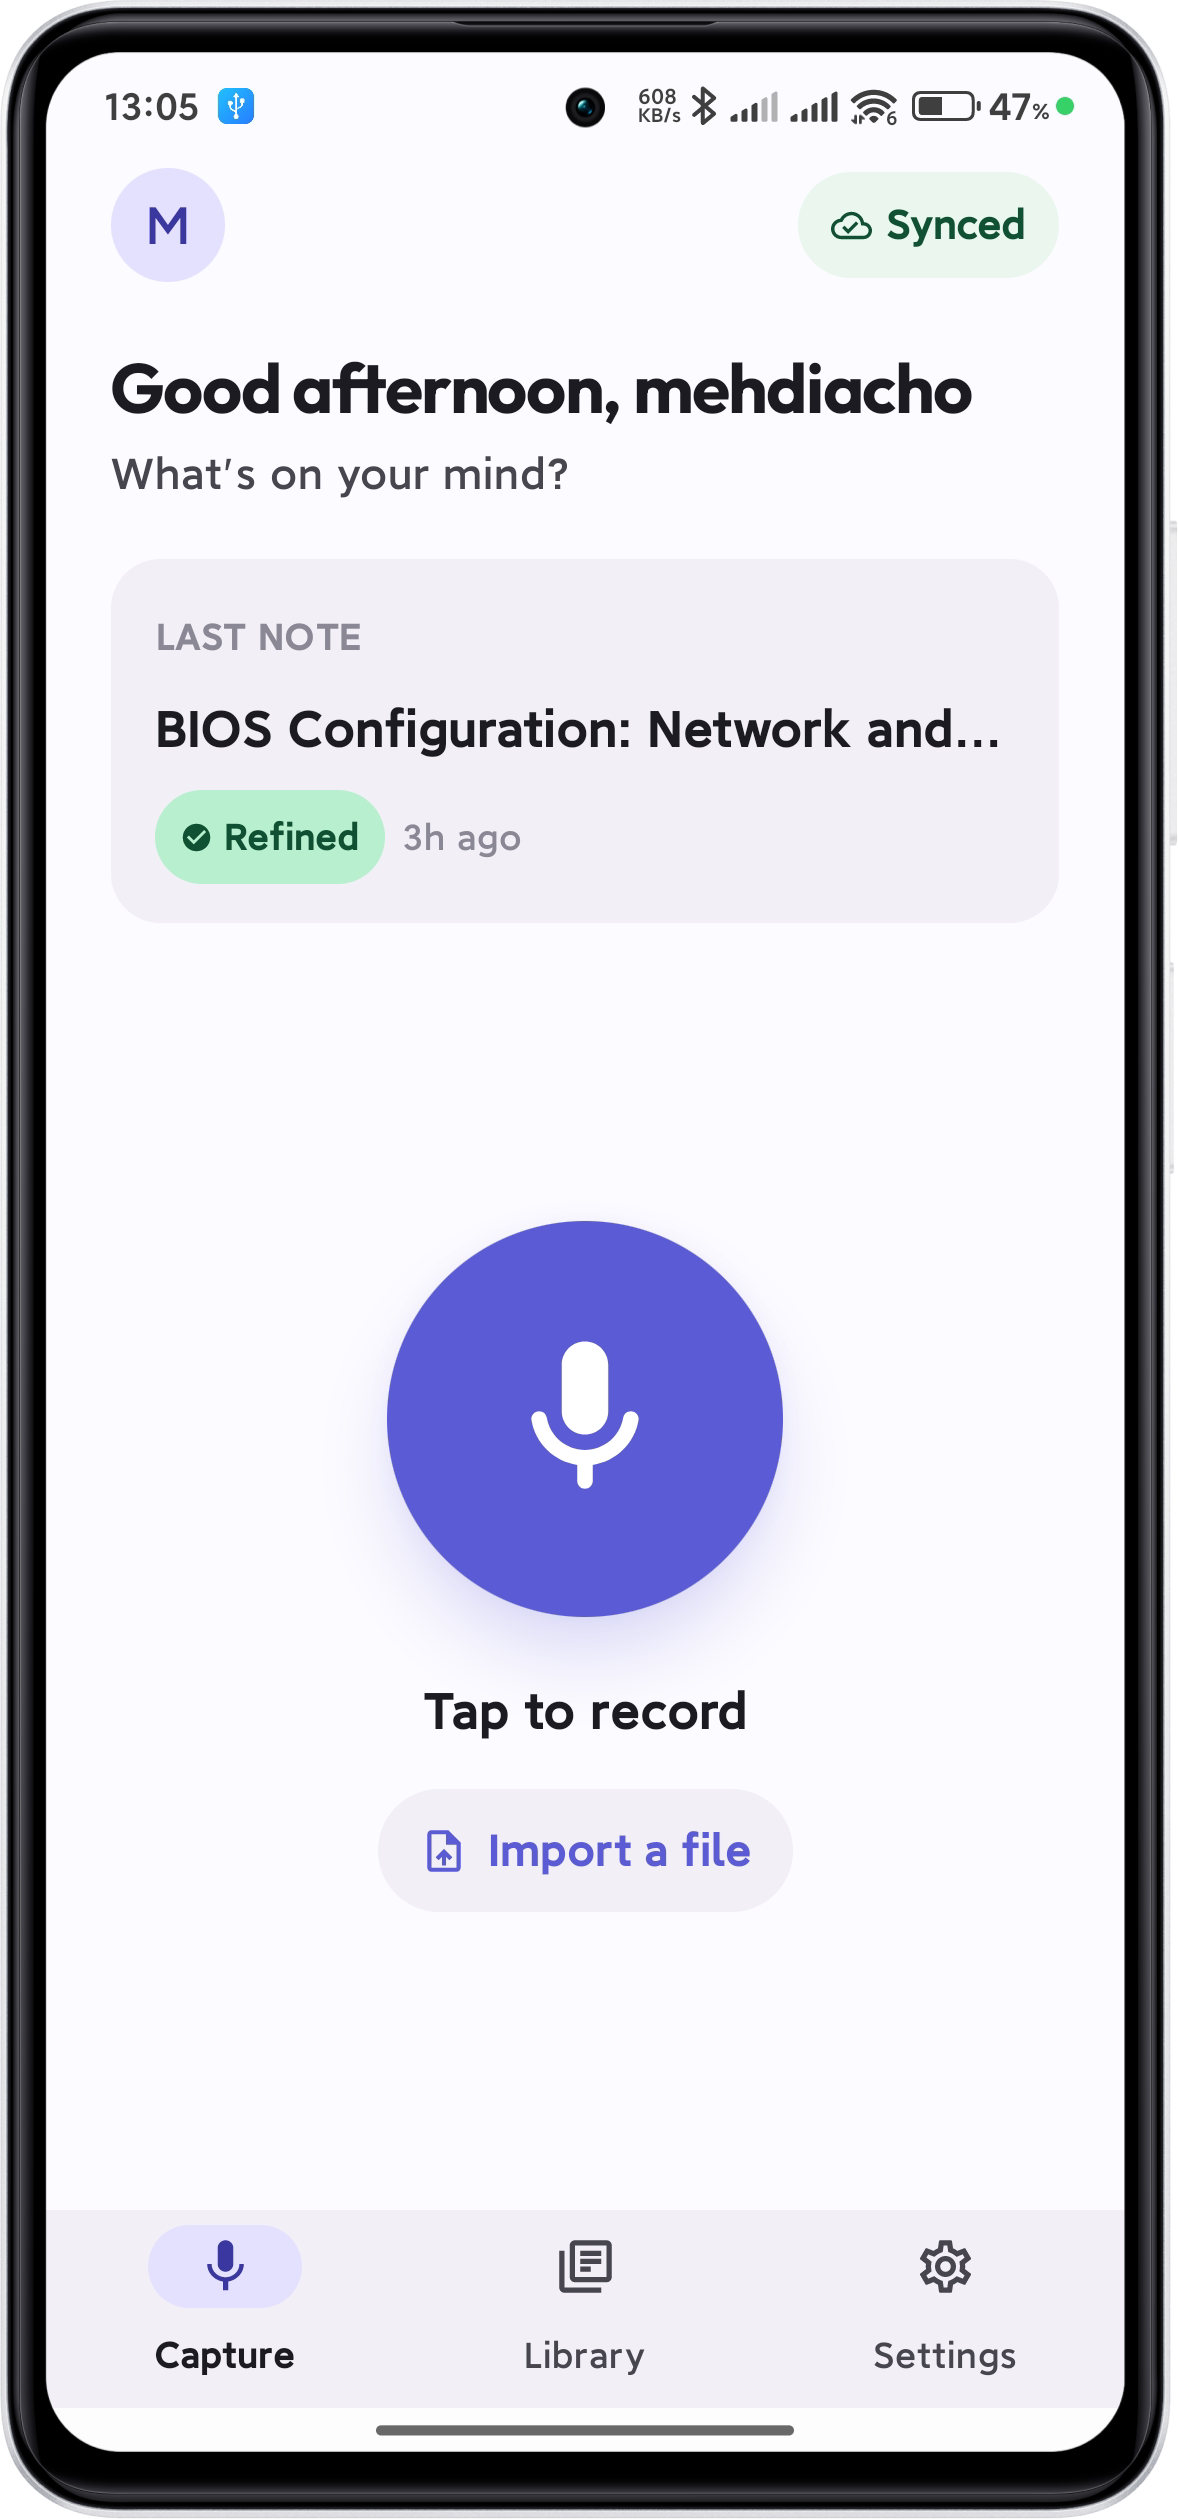 13:05
608
KB/s
6
47%
M
Synced
Good afternoon, mehdiacho
What's on your mind?
LAST NOTE
BIOS Configuration: Network and...
Refined
3h ago
Tap to record
Import a file
Capture
Library
Settings